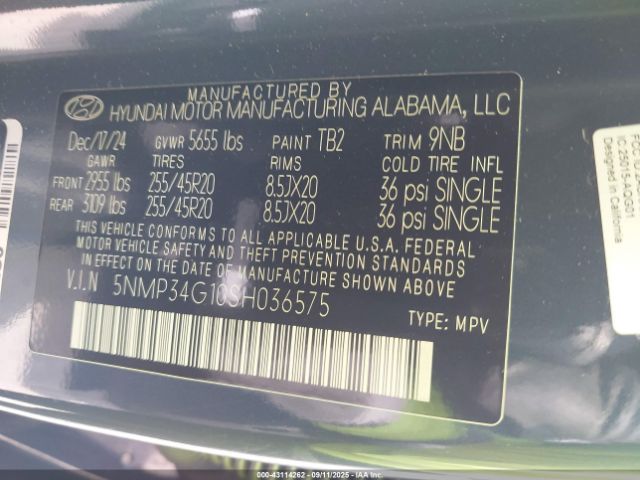 MANUFACTURED BY
HYUNDAI MOTOR MANUFACTURING ALABAMA, LLC
Dec/17/24 GVWR 5655 lbs PAINT TB2 TRIM 9NB
GAWR TIRES RIMS COLD TIRE INFL
FRONT 2955 lbs 255/45R20 8.5JX20 36 psi SINGLE
REAR 3109 lbs 255/45R20 8.5JX20 36 psi SINGLE
THIS VEHICLE CONFORMS TO ALL APPLICABLE U.S.A. FEDERAL
MOTOR VEHICLE SAFETY AND THEFT PREVENTION STANDARDS
IN EFFECT ON THE DATE OF MANUFACTURE SHOWN ABOVE.
V.I.N 5NMP34G10SH036575
TYPE: MPV
Designed in California
000-43114262 - 09/11/2025 - IAA Inc.